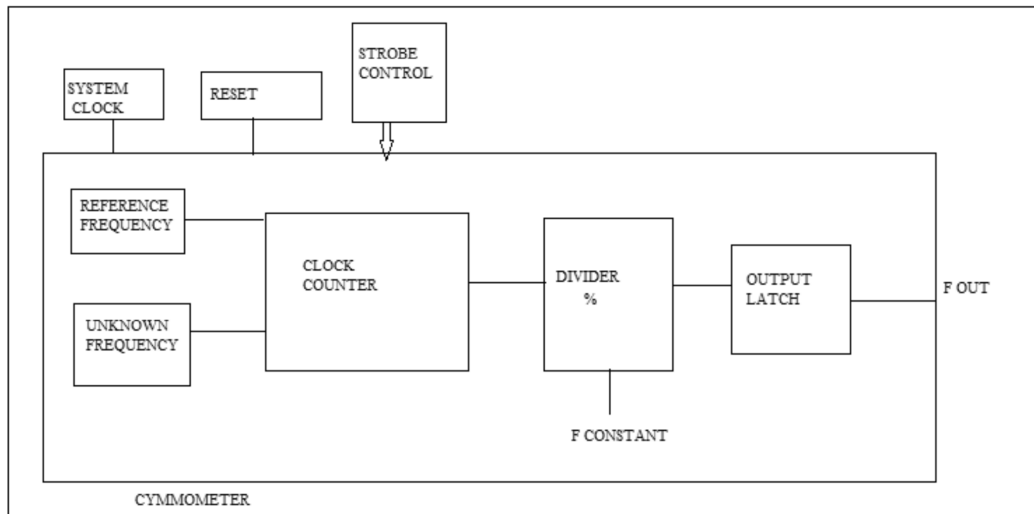 STROBE
CONTROL
SYSTEM
CLOCK
RESET
REFERENCE
FREQUENCY
CLOCK
COUNTER
DIVIDER
%
OUTPUT
LATCH
F OUT
UNKNOWN
FREQUENCY
F CONSTANT
CYMMOMETER